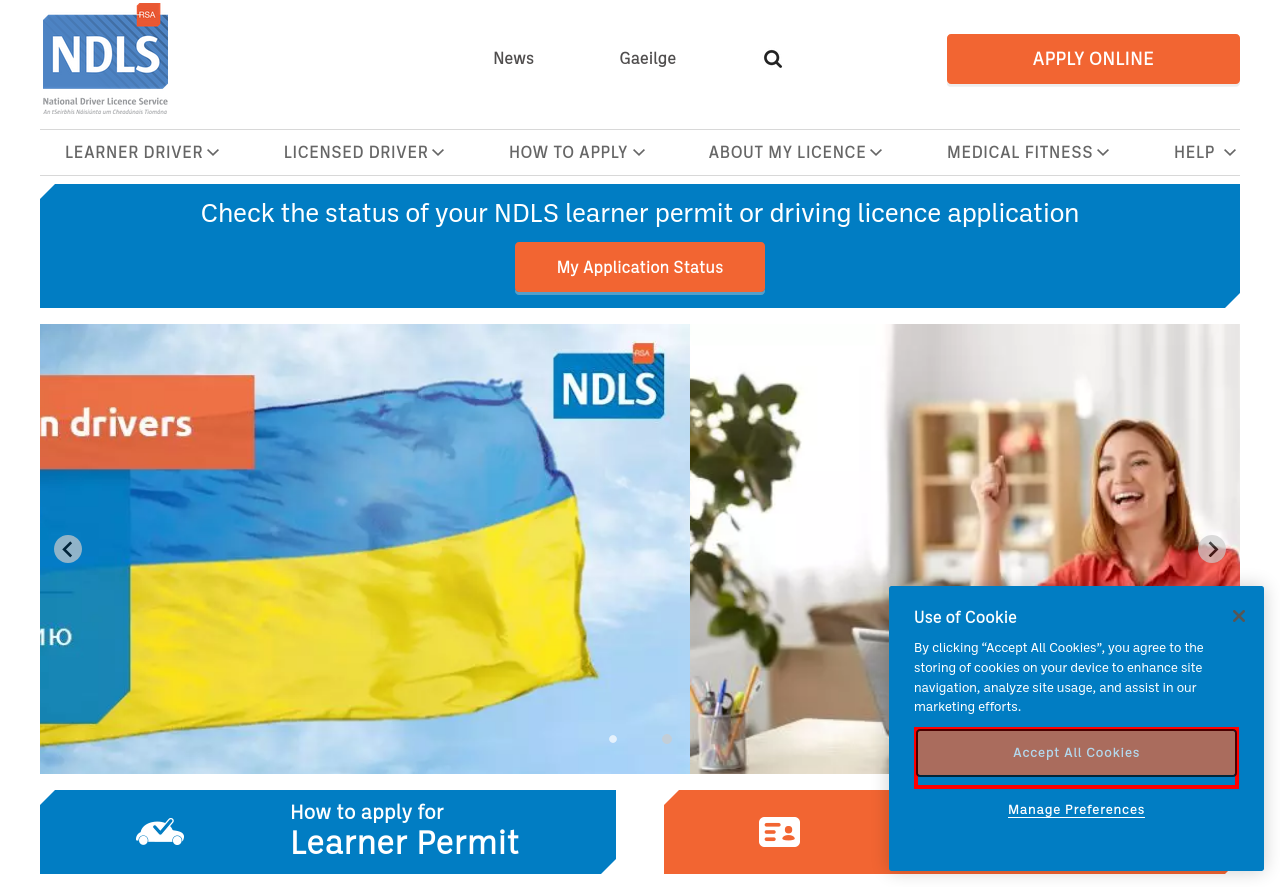 RSA
NDLS
National Driver Licence Service
An tSeirbhís Náisiúnta um Cheadúnais Tiomána
News
Gaeilge
APPLY ONLINE
LEARNER DRIVER
LICENSED DRIVER
HOW TO APPLY
ABOUT MY LICENCE
MEDICAL FITNESS
HELP
Check the status of your NDLS learner permit or driving licence application
My Application Status
RSA
NDLS
n drivers
ию
Use of Cookie
By clicking “Accept All Cookies”, you agree to the
storing of cookies on your device to enhance site
navigation, analyze site usage, and assist in our
marketing efforts.
Accept All Cookies
Manage Preferences
How to apply for
Learner Permit